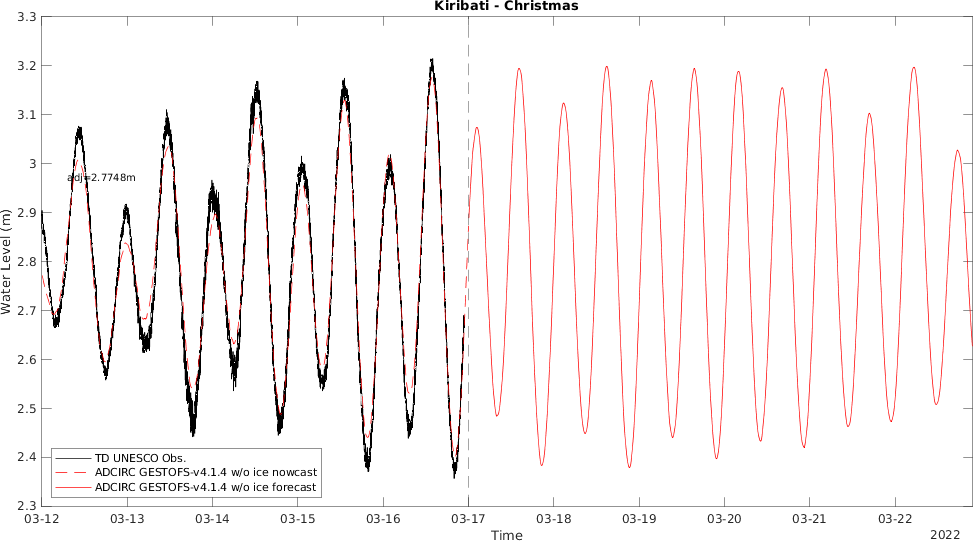 Kiribati - Christmas
3.3
3.2
3.1
3
2.9
2.8
2.7
2.6
2.5
2.4
2.3
Water Level (m)
adj=2.7748m
TD UNESCO Obs.
ADCIRC GESTOFS-v4.1.4 w/o ice nowcast
ADCIRC GESTOFS-v4.1.4 w/o ice forecast
03-12 03-13 03-14 03-15 03-16 03-17 03-18 03-19 03-20 03-21 03-22
Time
2022